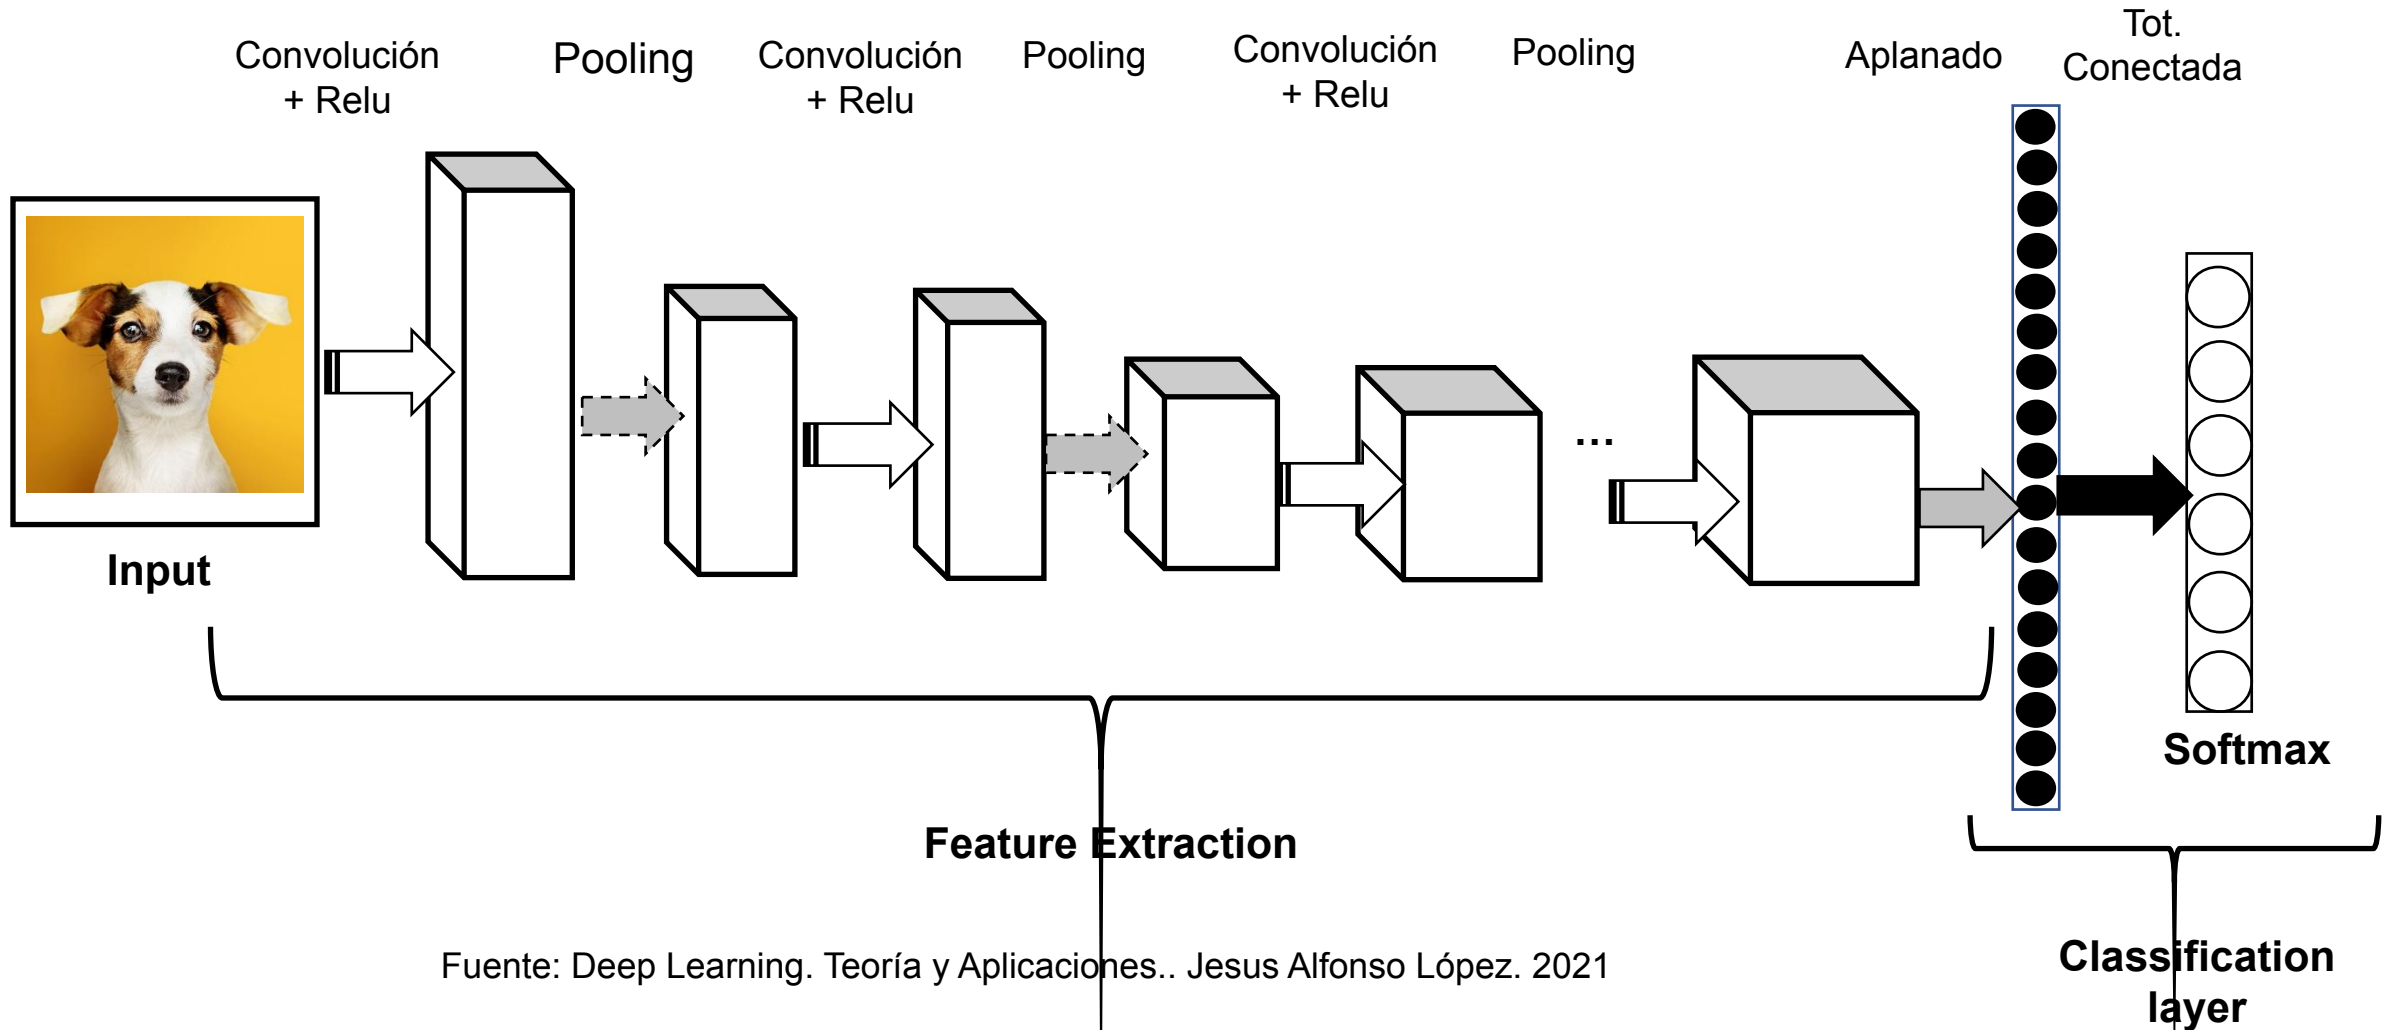 Convolución
+ Relu
Pooling
Convolución
+ Relu
Pooling
Convolución
+ Relu
Pooling
Aplanado
Tot.
Conectada
...
Input
Softmax
Feature Extraction
Fuente: Deep Learning. Teoría y Aplicaciones.. Jesus Alfonso López. 2021
Classification
layer